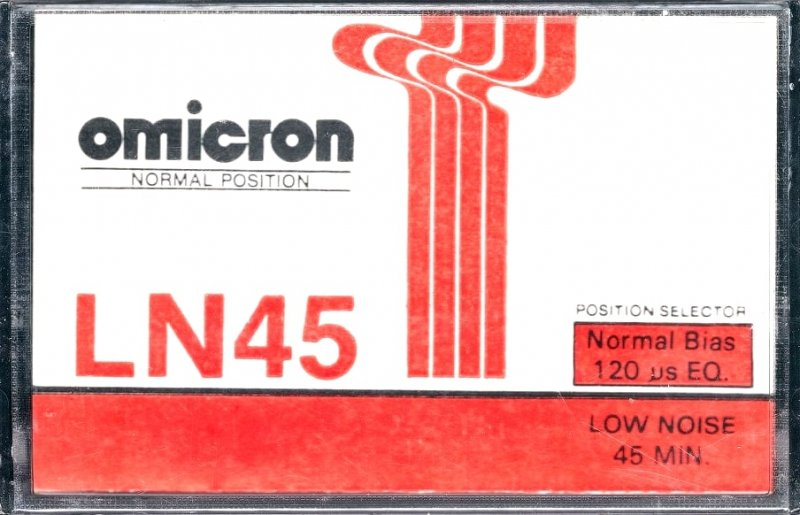 omicron
NORMAL POSITION
LN45
POSITION SELECTOR
Normal Bias
120 µs EQ.
LOW NOISE
45 MIN.